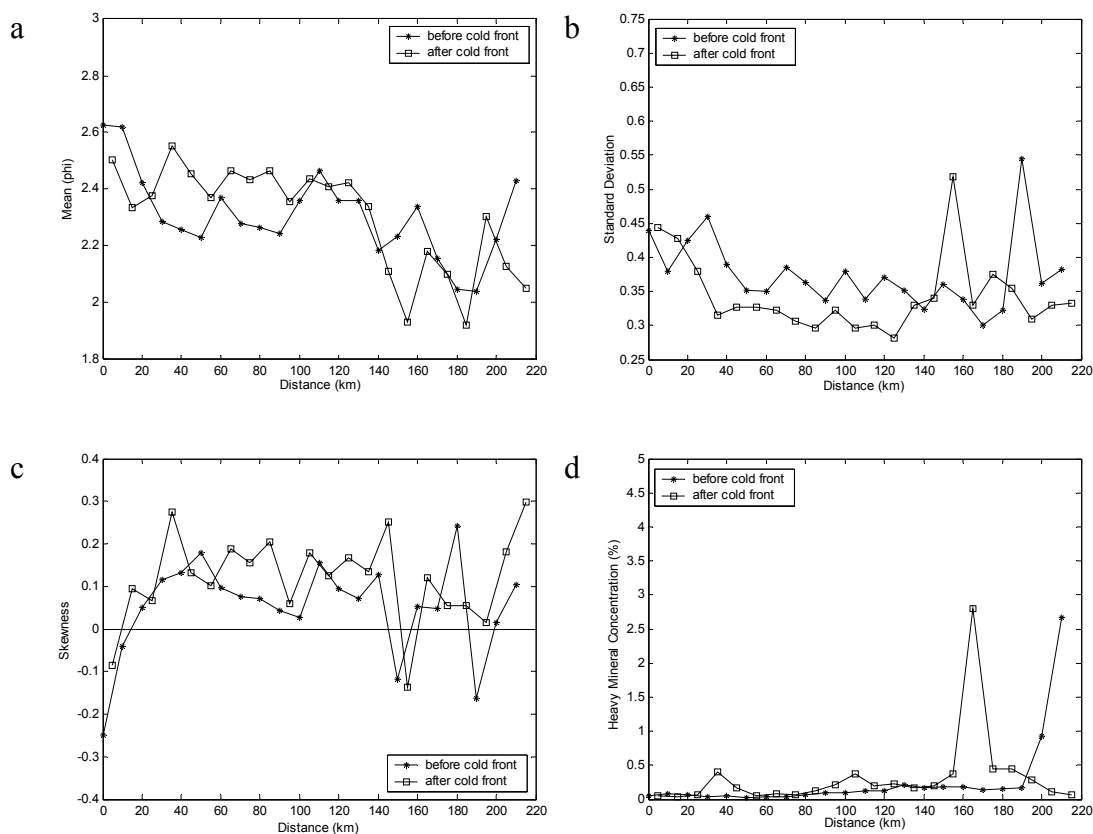 a
3
2.8
2.6
2.4
2.2
2
1.8
Mean (phi)
before cold front
after cold front
0 20 40 60 80 100 120 140 160 180 200 220
Distance (km)
b
0.75
0.7
0.65
0.6
0.55
0.5
0.45
0.4
0.35
0.3
0.25
Standard Deviation
before cold front
after cold front
0 20 40 60 80 100 120 140 160 180 200 220
Distance (km)
c
0.4
0.3
0.2
0.1
0
-0.1
-0.2
-0.3
-0.4
Skewness
before cold front
after cold front
0 20 40 60 80 100 120 140 160 180 200 220
Distance (km)
d
5
4.5
4
3.5
3
2.5
2
1.5
1
0.5
0
Heavy Mineral Concentration (%)
before cold front
after cold front
0 20 40 60 80 100 120 140 160 180 200 220
Distance (km)